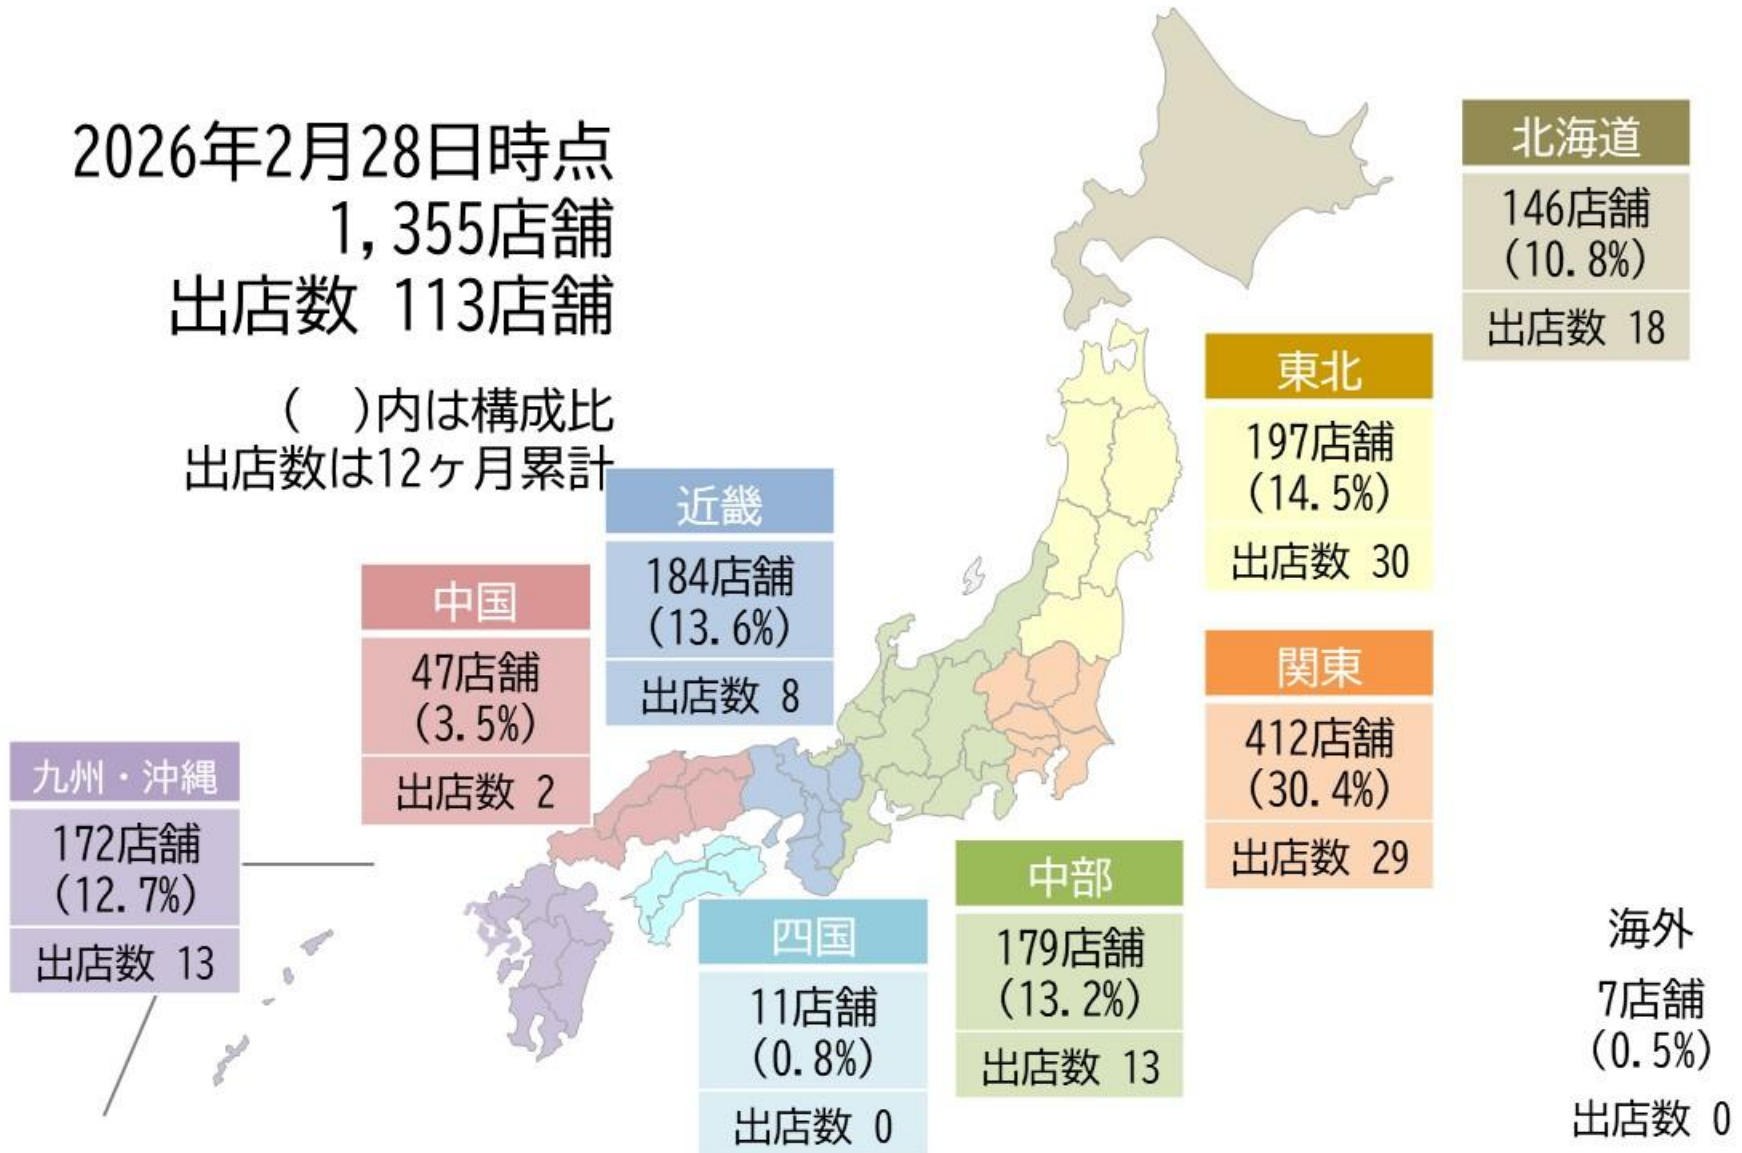 2026年2月28日時点
1,355店舗
出店数 113店舗
( )内は構成比
出店数は12ヶ月累計
北海道
146店舗
(10.8%)
出店数 18
東北
197店舗
(14.5%)
出店数 30
近畿
184店舗
(13.6%)
出店数 8
中国
47店舗
(3.5%)
出店数 2
関東
412店舗
(30.4%)
出店数 29
九州・沖縄
172店舗
(12.7%)
出店数 13
中部
179店舗
(13.2%)
出店数 13
四国
11店舗
(0.8%)
出店数 0
海外
7店舗
(0.5%)
出店数 0